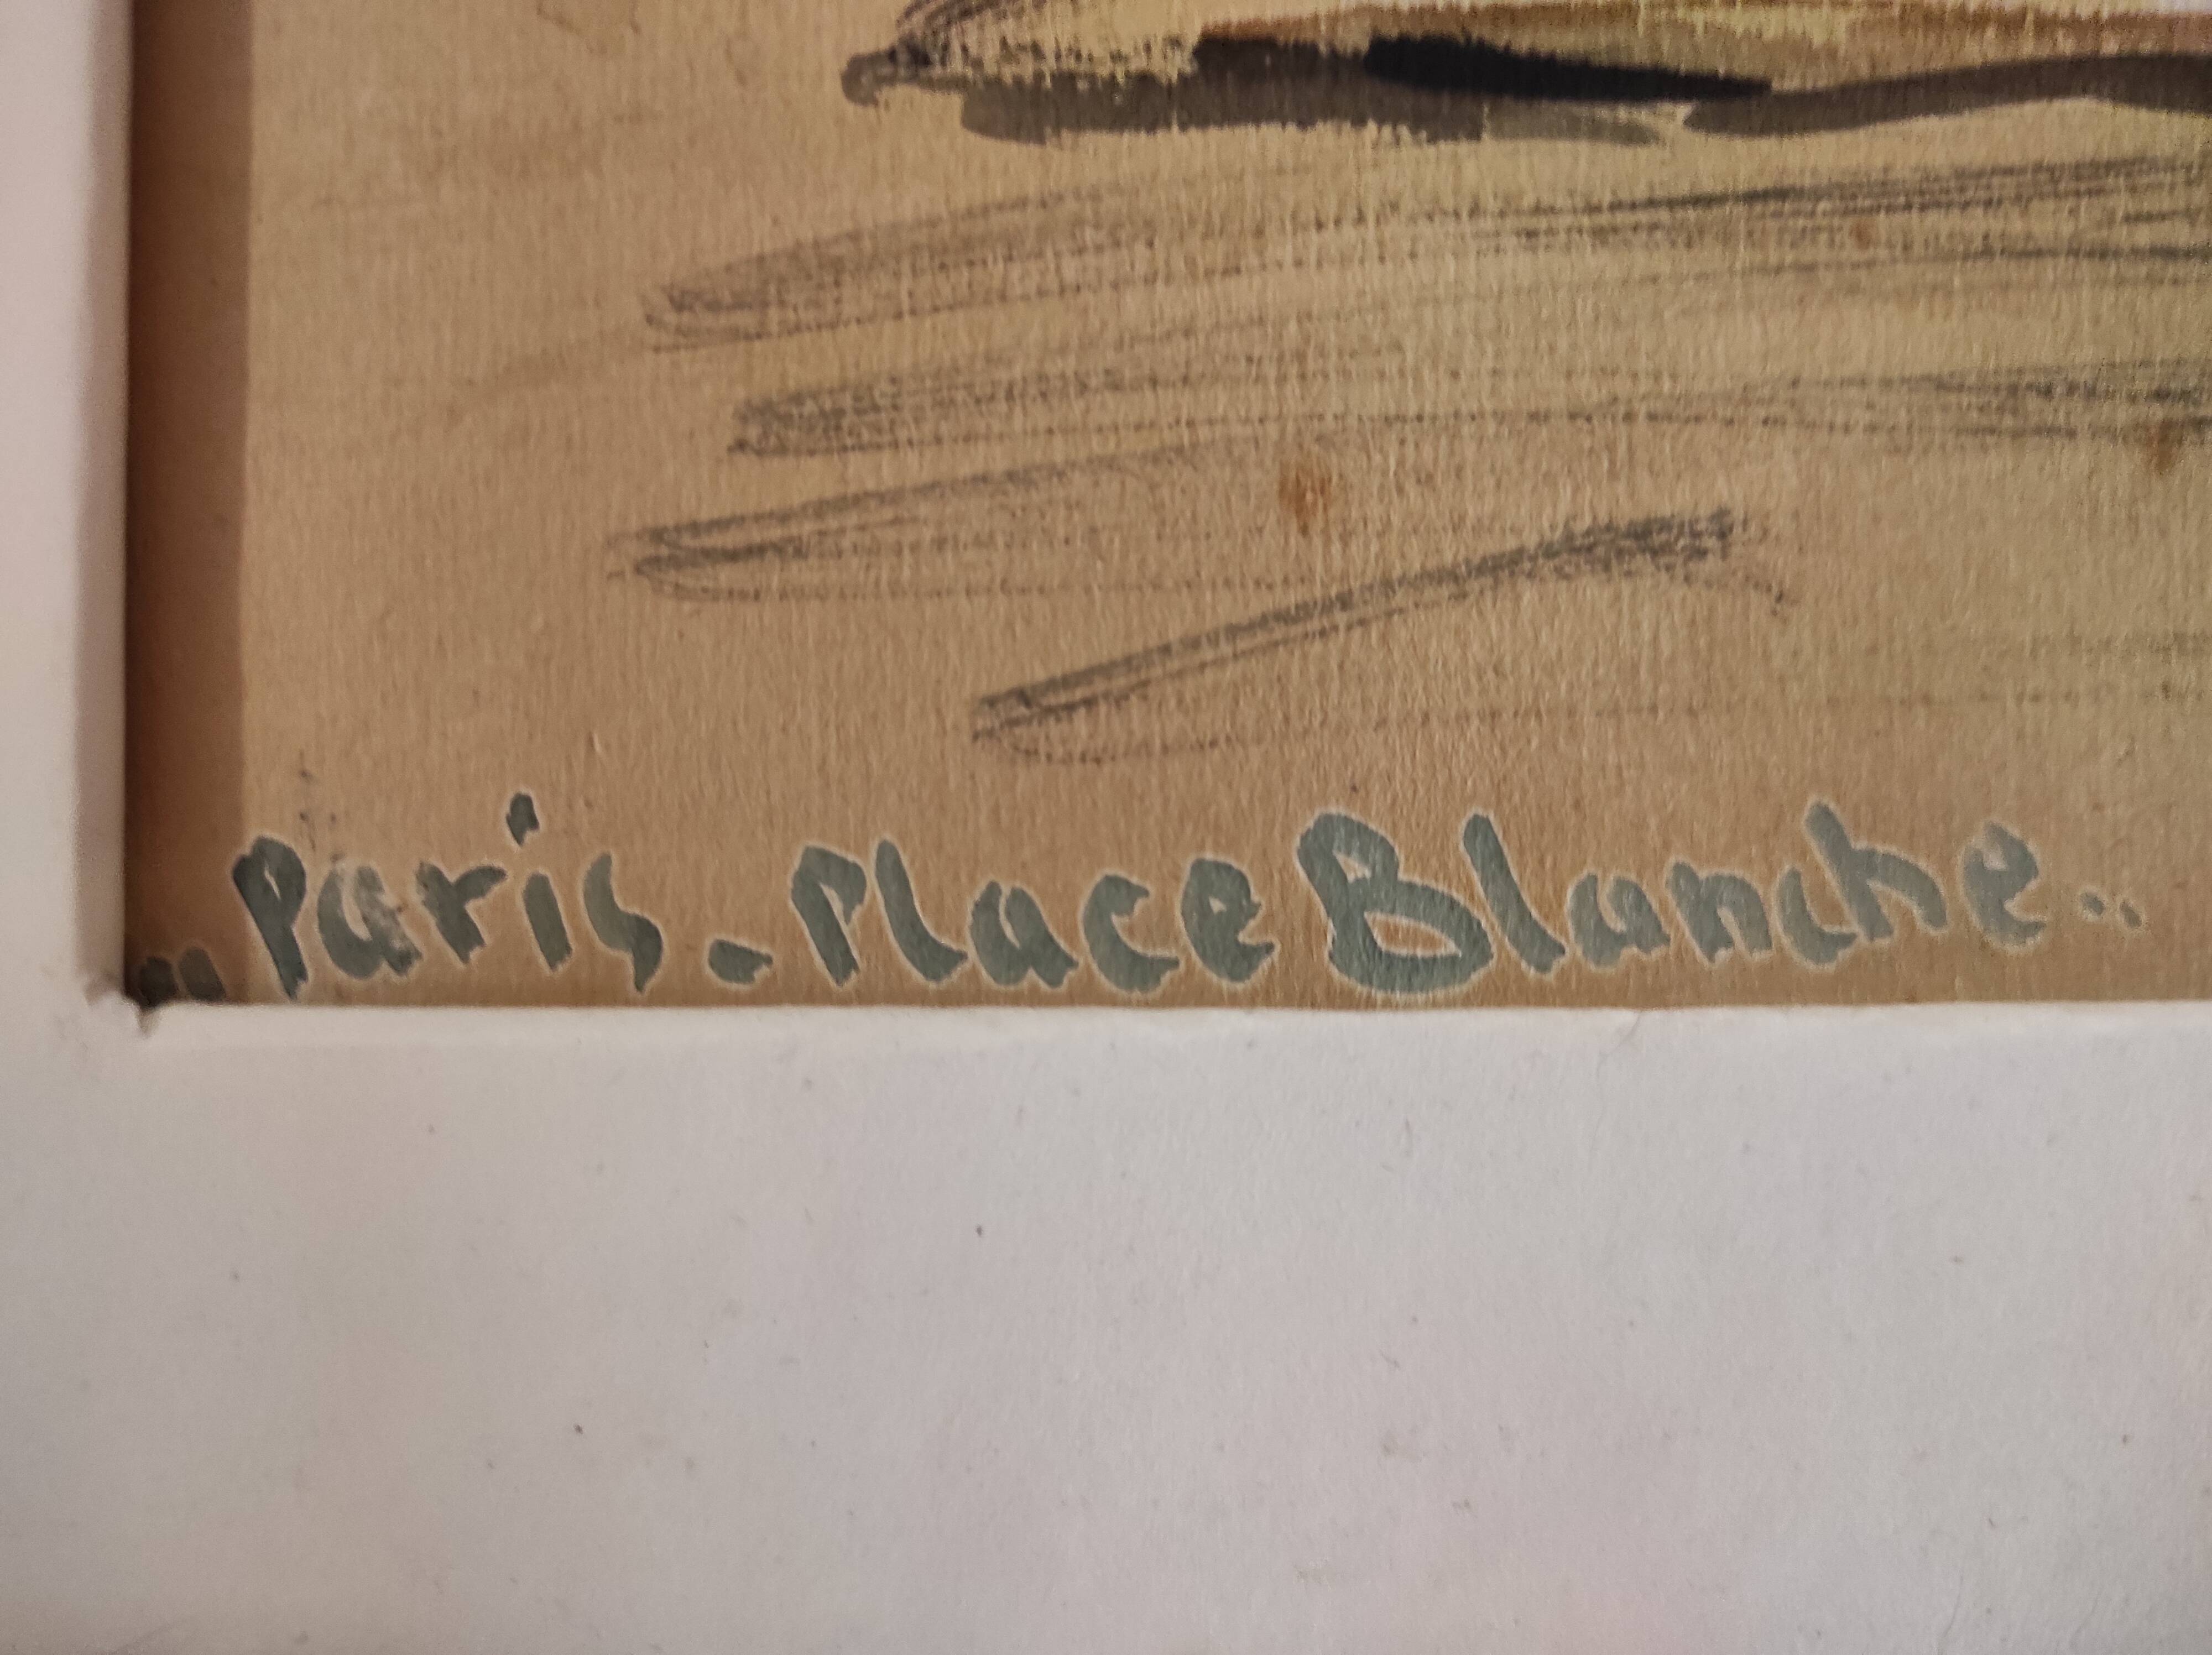 „Paris - Place Blanche..